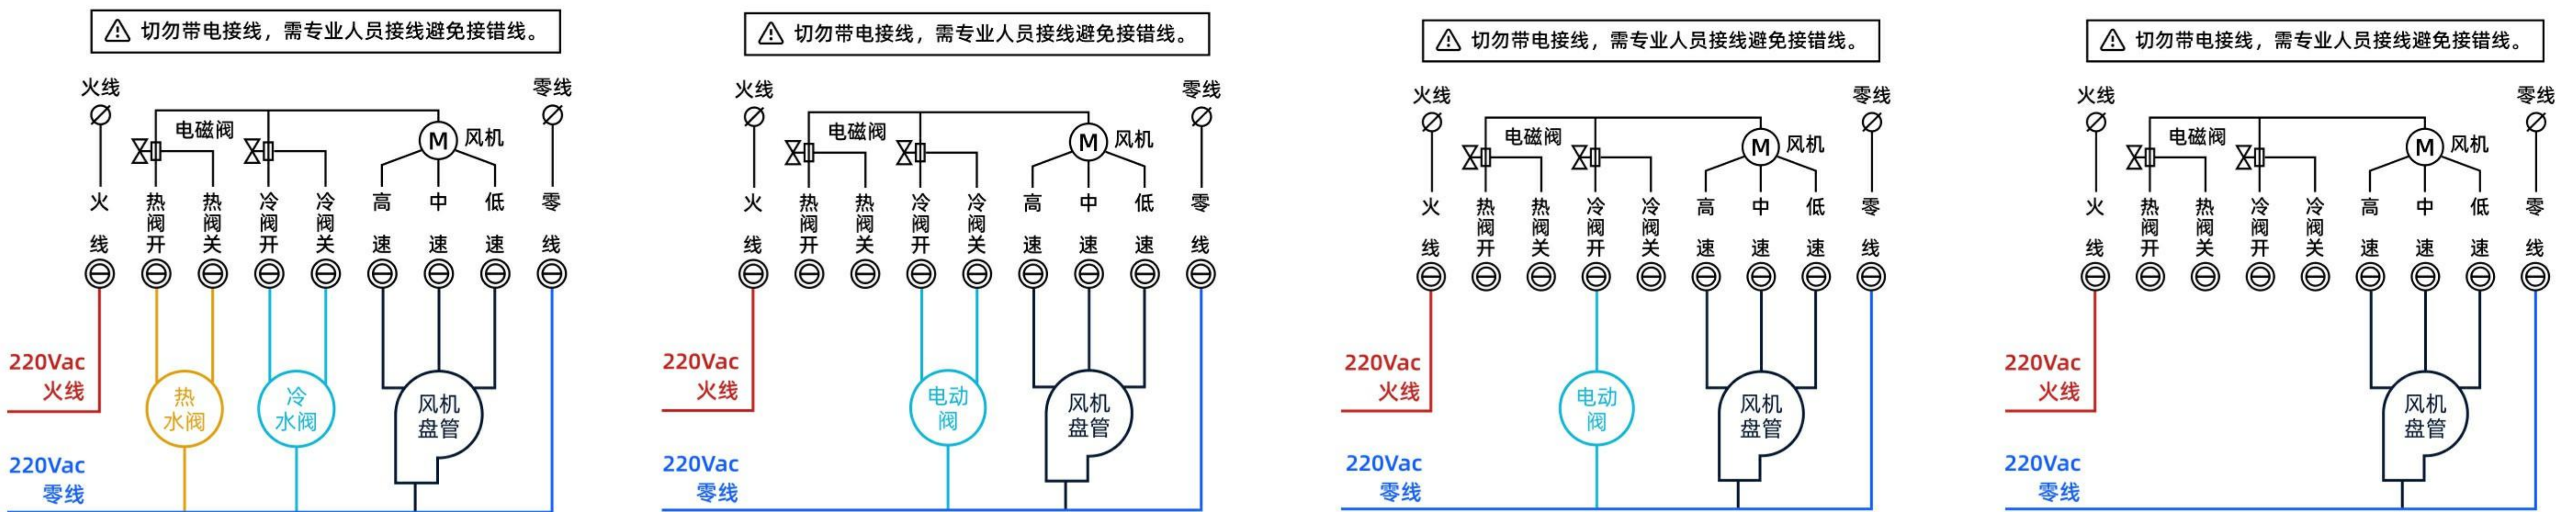 切勿带电接线，需专业人员接线避免接错线。
火线
零线
电磁阀
M
风机
火线
热阀开
热阀关
冷阀开
冷阀关
高速
中速
低速
零线
220Vac
火线
热
水阀
冷
水阀
风机
盘管
220Vac
零线
切勿带电接线，需专业人员接线避免接错线。
火线
零线
电磁阀
M
风机
火线
热阀开
热阀关
冷阀开
冷阀关
高速
中速
低速
零线
220Vac
火线
电动
阀
风机
盘管
220Vac
零线
切勿带电接线，需专业人员接线避免接错线。
火线
零线
电磁阀
M
风机
火线
热阀开
热阀关
冷阀开
冷阀关
高速
中速
低速
零线
220Vac
火线
电动
阀
风机
盘管
220Vac
零线
切勿带电接线，需专业人员接线避免接错线。
火线
零线
电磁阀
M
风机
火线
热阀开
热阀关
冷阀开
冷阀关
高速
中速
低速
零线
220Vac
火线
风机
盘管
220Vac
零线